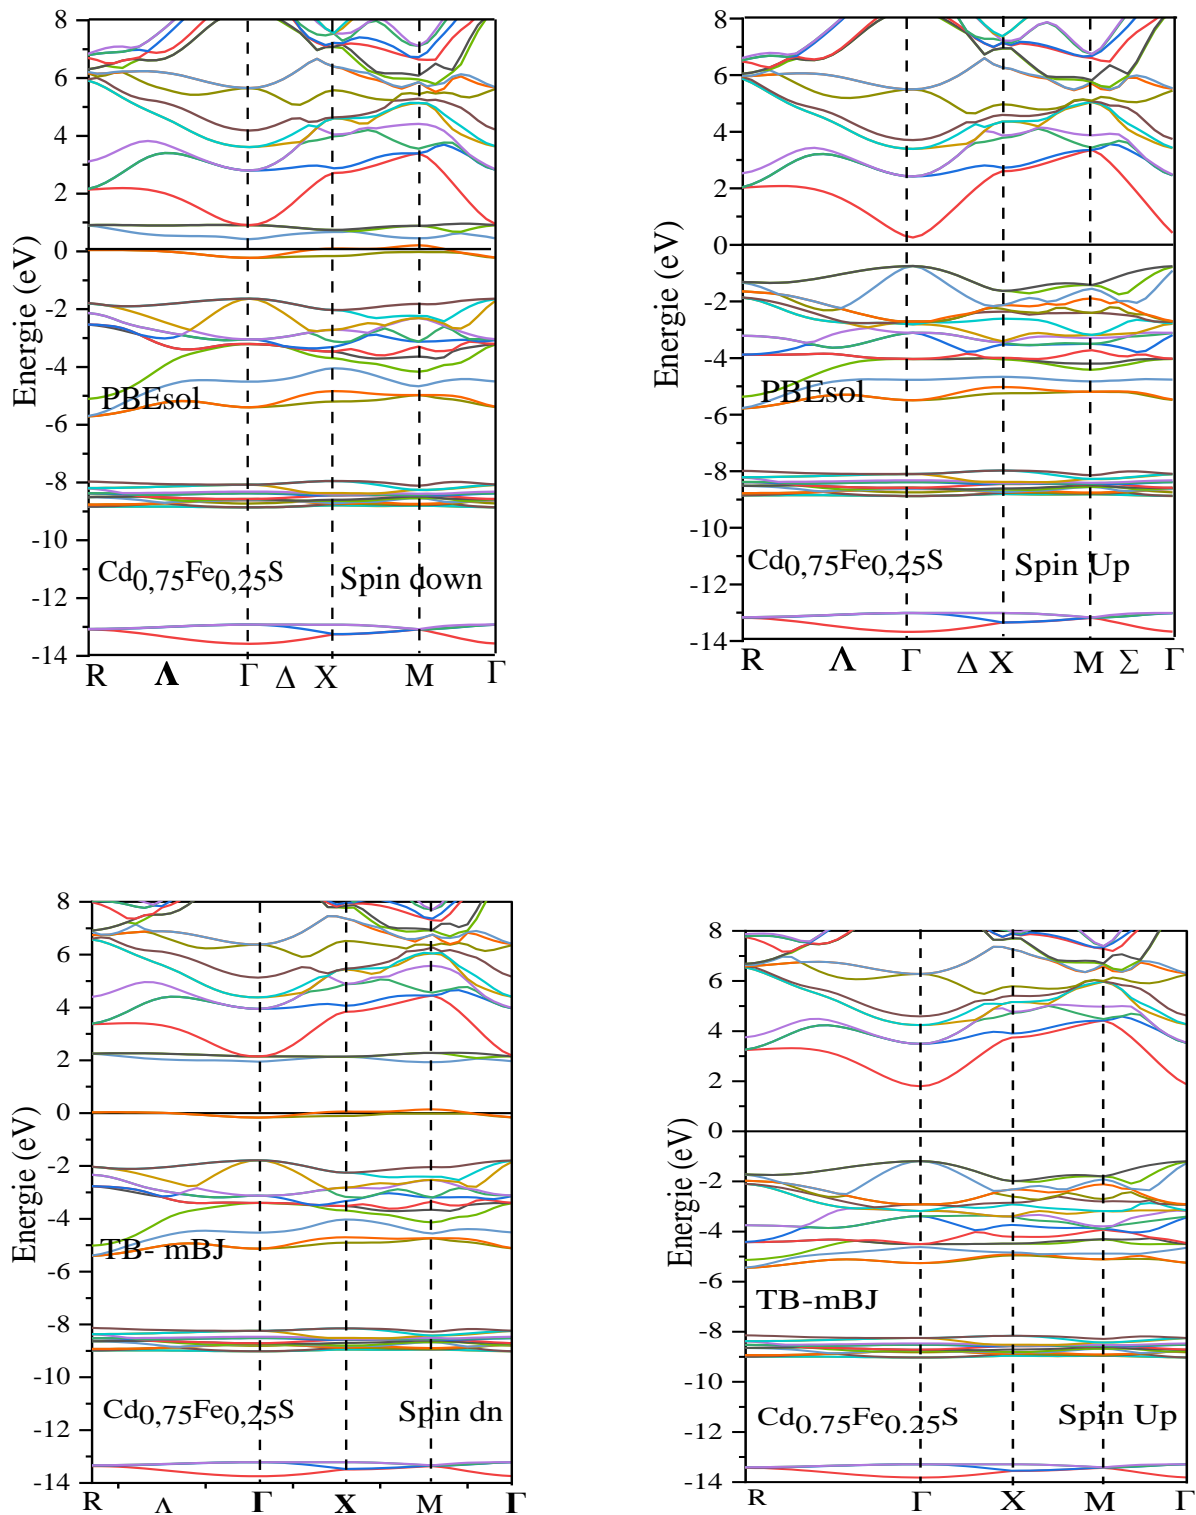 8
6
4
2
0
-2
-4
-6
-8
-10
-12
-14
Energie (eV)
PBEsol
Cd0,75Fe0,25S
Spin down
R Λ Γ Δ X M Γ
8
6
4
2
0
-2
-4
-6
-8
-10
-12
-14
Energie (eV)
PBEsol
Cd0,75Fe0,25S
Spin Up
R Λ Γ Δ X M Σ Γ
8
6
4
2
0
-2
-4
-6
-8
-10
-12
-14
Energie (eV)
TB- mBJ
Cd0,75Fe0,25S
Spin dn
R Λ Γ X M Γ
8
6
4
2
0
-2
-4
-6
-8
-10
-12
-14
Energie (eV)
TB-mBJ
Cd0.75Fe0.25S
Spin Up
R Γ X M Γ